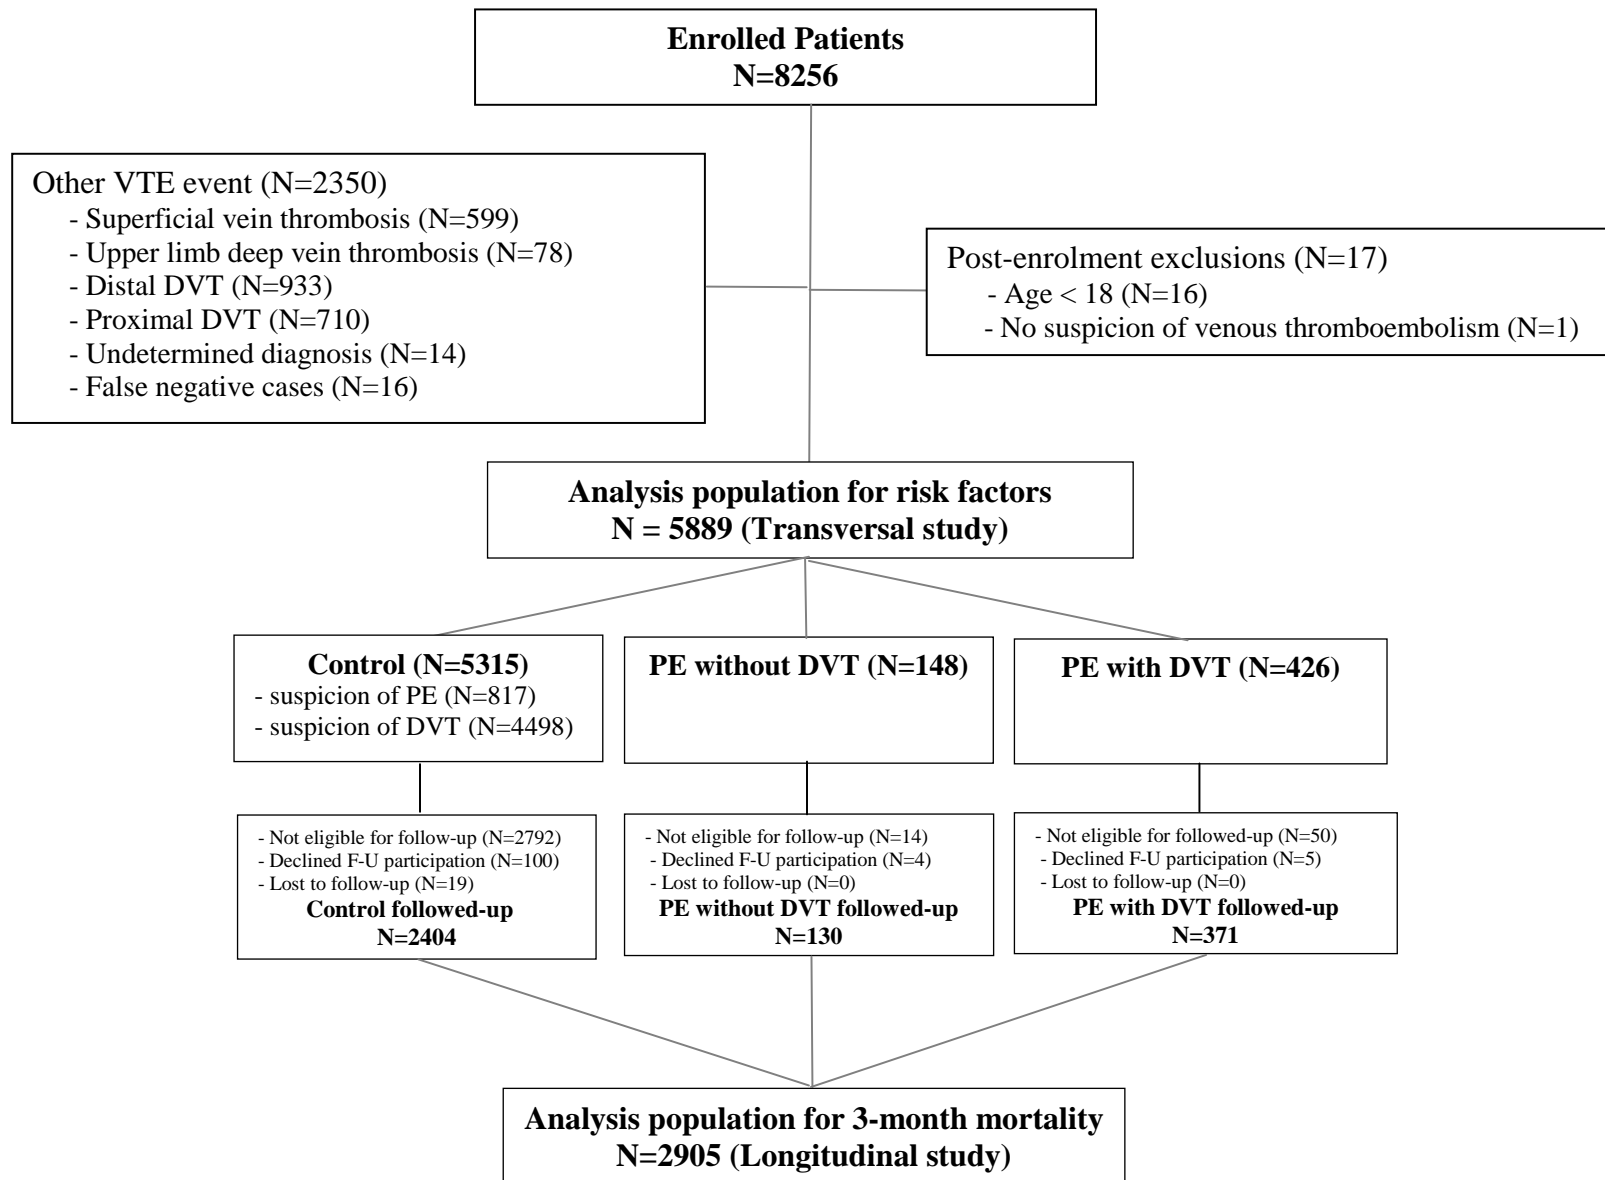 Enrolled Patients
N=8256
Other VTE event (N=2350)
- Superficial vein thrombosis (N=599)
- Upper limb deep vein thrombosis (N=78)
- Distal DVT (N=933)
- Proximal DVT (N=710)
- Undetermined diagnosis (N=14)
- False negative cases (N=16)
Post-enrolment exclusions (N=17)
- Age < 18 (N=16)
- No suspicion of venous thromboembolism (N=1)
Analysis population for risk factors
N = 5889 (Transversal study)
Control (N=5315)
- suspicion of PE (N=817)
- suspicion of DVT (N=4498)
PE without DVT (N=148)
PE with DVT (N=426)
- Not eligible for follow-up (N=2792)
- Declined F-U participation (N=100)
- Lost to follow-up (N=19)
Control followed-up
N=2404
- Not eligible for follow-up (N=14)
- Declined F-U participation (N=4)
- Lost to follow-up (N=0)
PE without DVT followed-up
N=130
- Not eligible for followed-up (N=50)
- Declined F-U participation (N=5)
- Lost to follow-up (N=0)
PE with DVT followed-up
N=371
Analysis population for 3-month mortality
N=2905 (Longitudinal study)